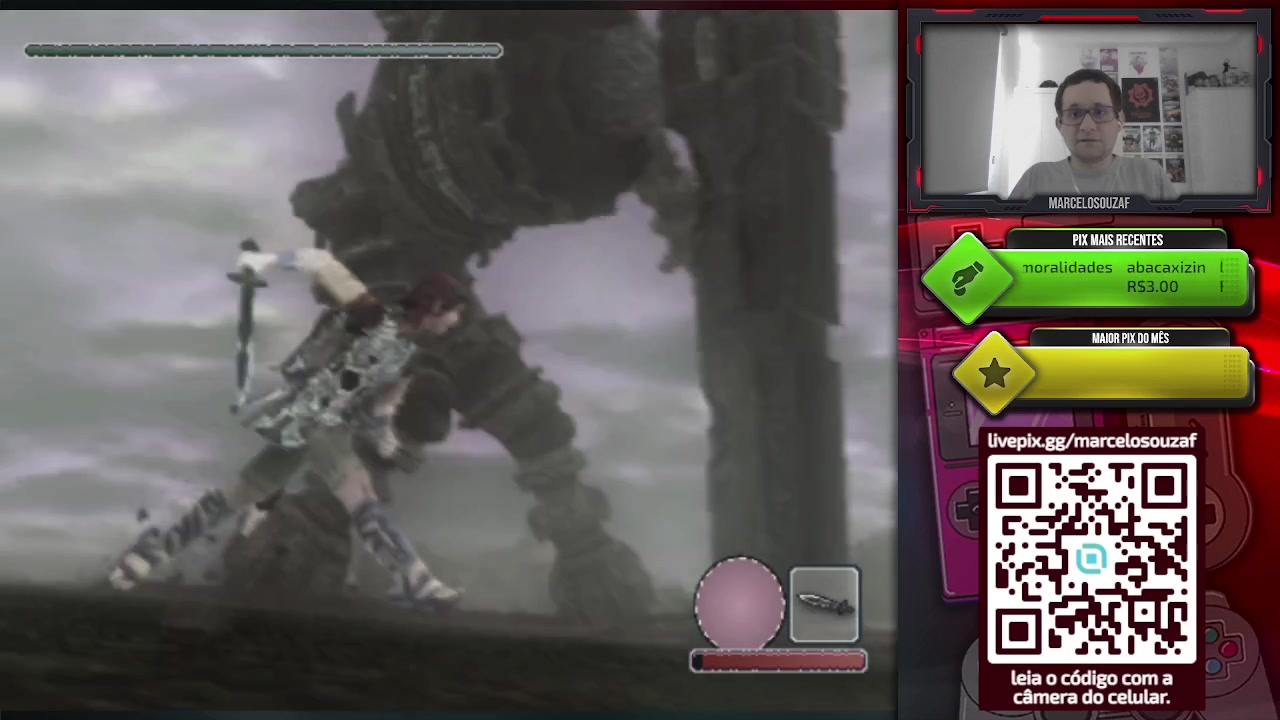 MARCELOSOUZAF
PIX MAIS RECENTES
moralidades abacaxizin
R$3.00
MAIOR PIX DO MÊS
livepix.gg/marcelosouzaf
leia o código com a
câmera do celular.